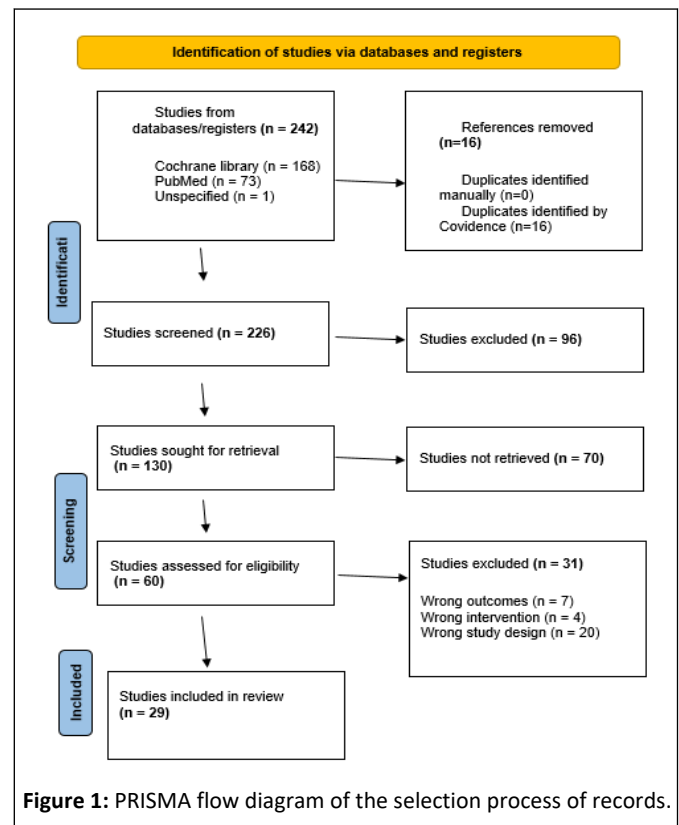 Identification of studies via databases and registers
Studies from
databases/registers (n = 242)
Cochrane library (n = 168)
PubMed (n = 73)
Unspecified (n = 1)
References removed
(n=16)
Duplicates identified
manually (n=0)
Duplicates identified by
Covidence (n=16)
Identificati
Studies screened (n = 226)
Studies excluded (n = 96)
Studies sought for retrieval
(n = 130)
Studies not retrieved (n = 70)
Screening
Studies assessed for eligibility
(n = 60)
Studies excluded (n = 31)
Wrong outcomes (n = 7)
Wrong intervention (n = 4)
Wrong study design (n = 20)
Included
Studies included in review
(n = 29)
Figure 1: PRISMA flow diagram of the selection process of records.